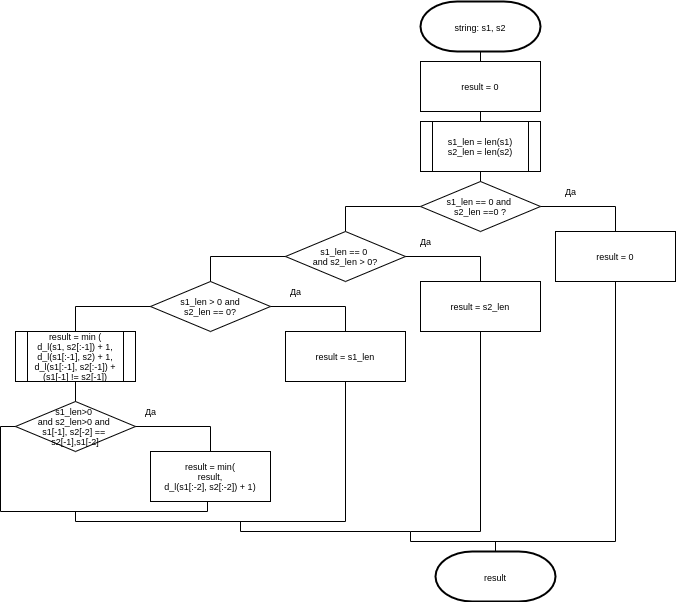 string: s1, s2
result = 0
s1_len = len(s1)
s2_len = len(s2)
Да
s1_len == 0 and
s2_len ==0 ?
Да
s1_len == 0
and s2_len > 0?
result = 0
Да
s1_len > 0 and
s2_len == 0?
result = s2_len
result = min (
d_l(s1, s2[:-1]) + 1,
d_l(s1[:-1], s2) + 1,
d_l(s1[:-1], s2[:-1]) +
(s1[-1] != s2[-1])
result = s1_len
Да
s1_len>0
and s2_len>0 and
s1[-1], s2[-2] ==
s2[-1],s1[-2]
result = min(
result,
d_l(s1[:-2], s2[:-2]) + 1)
result